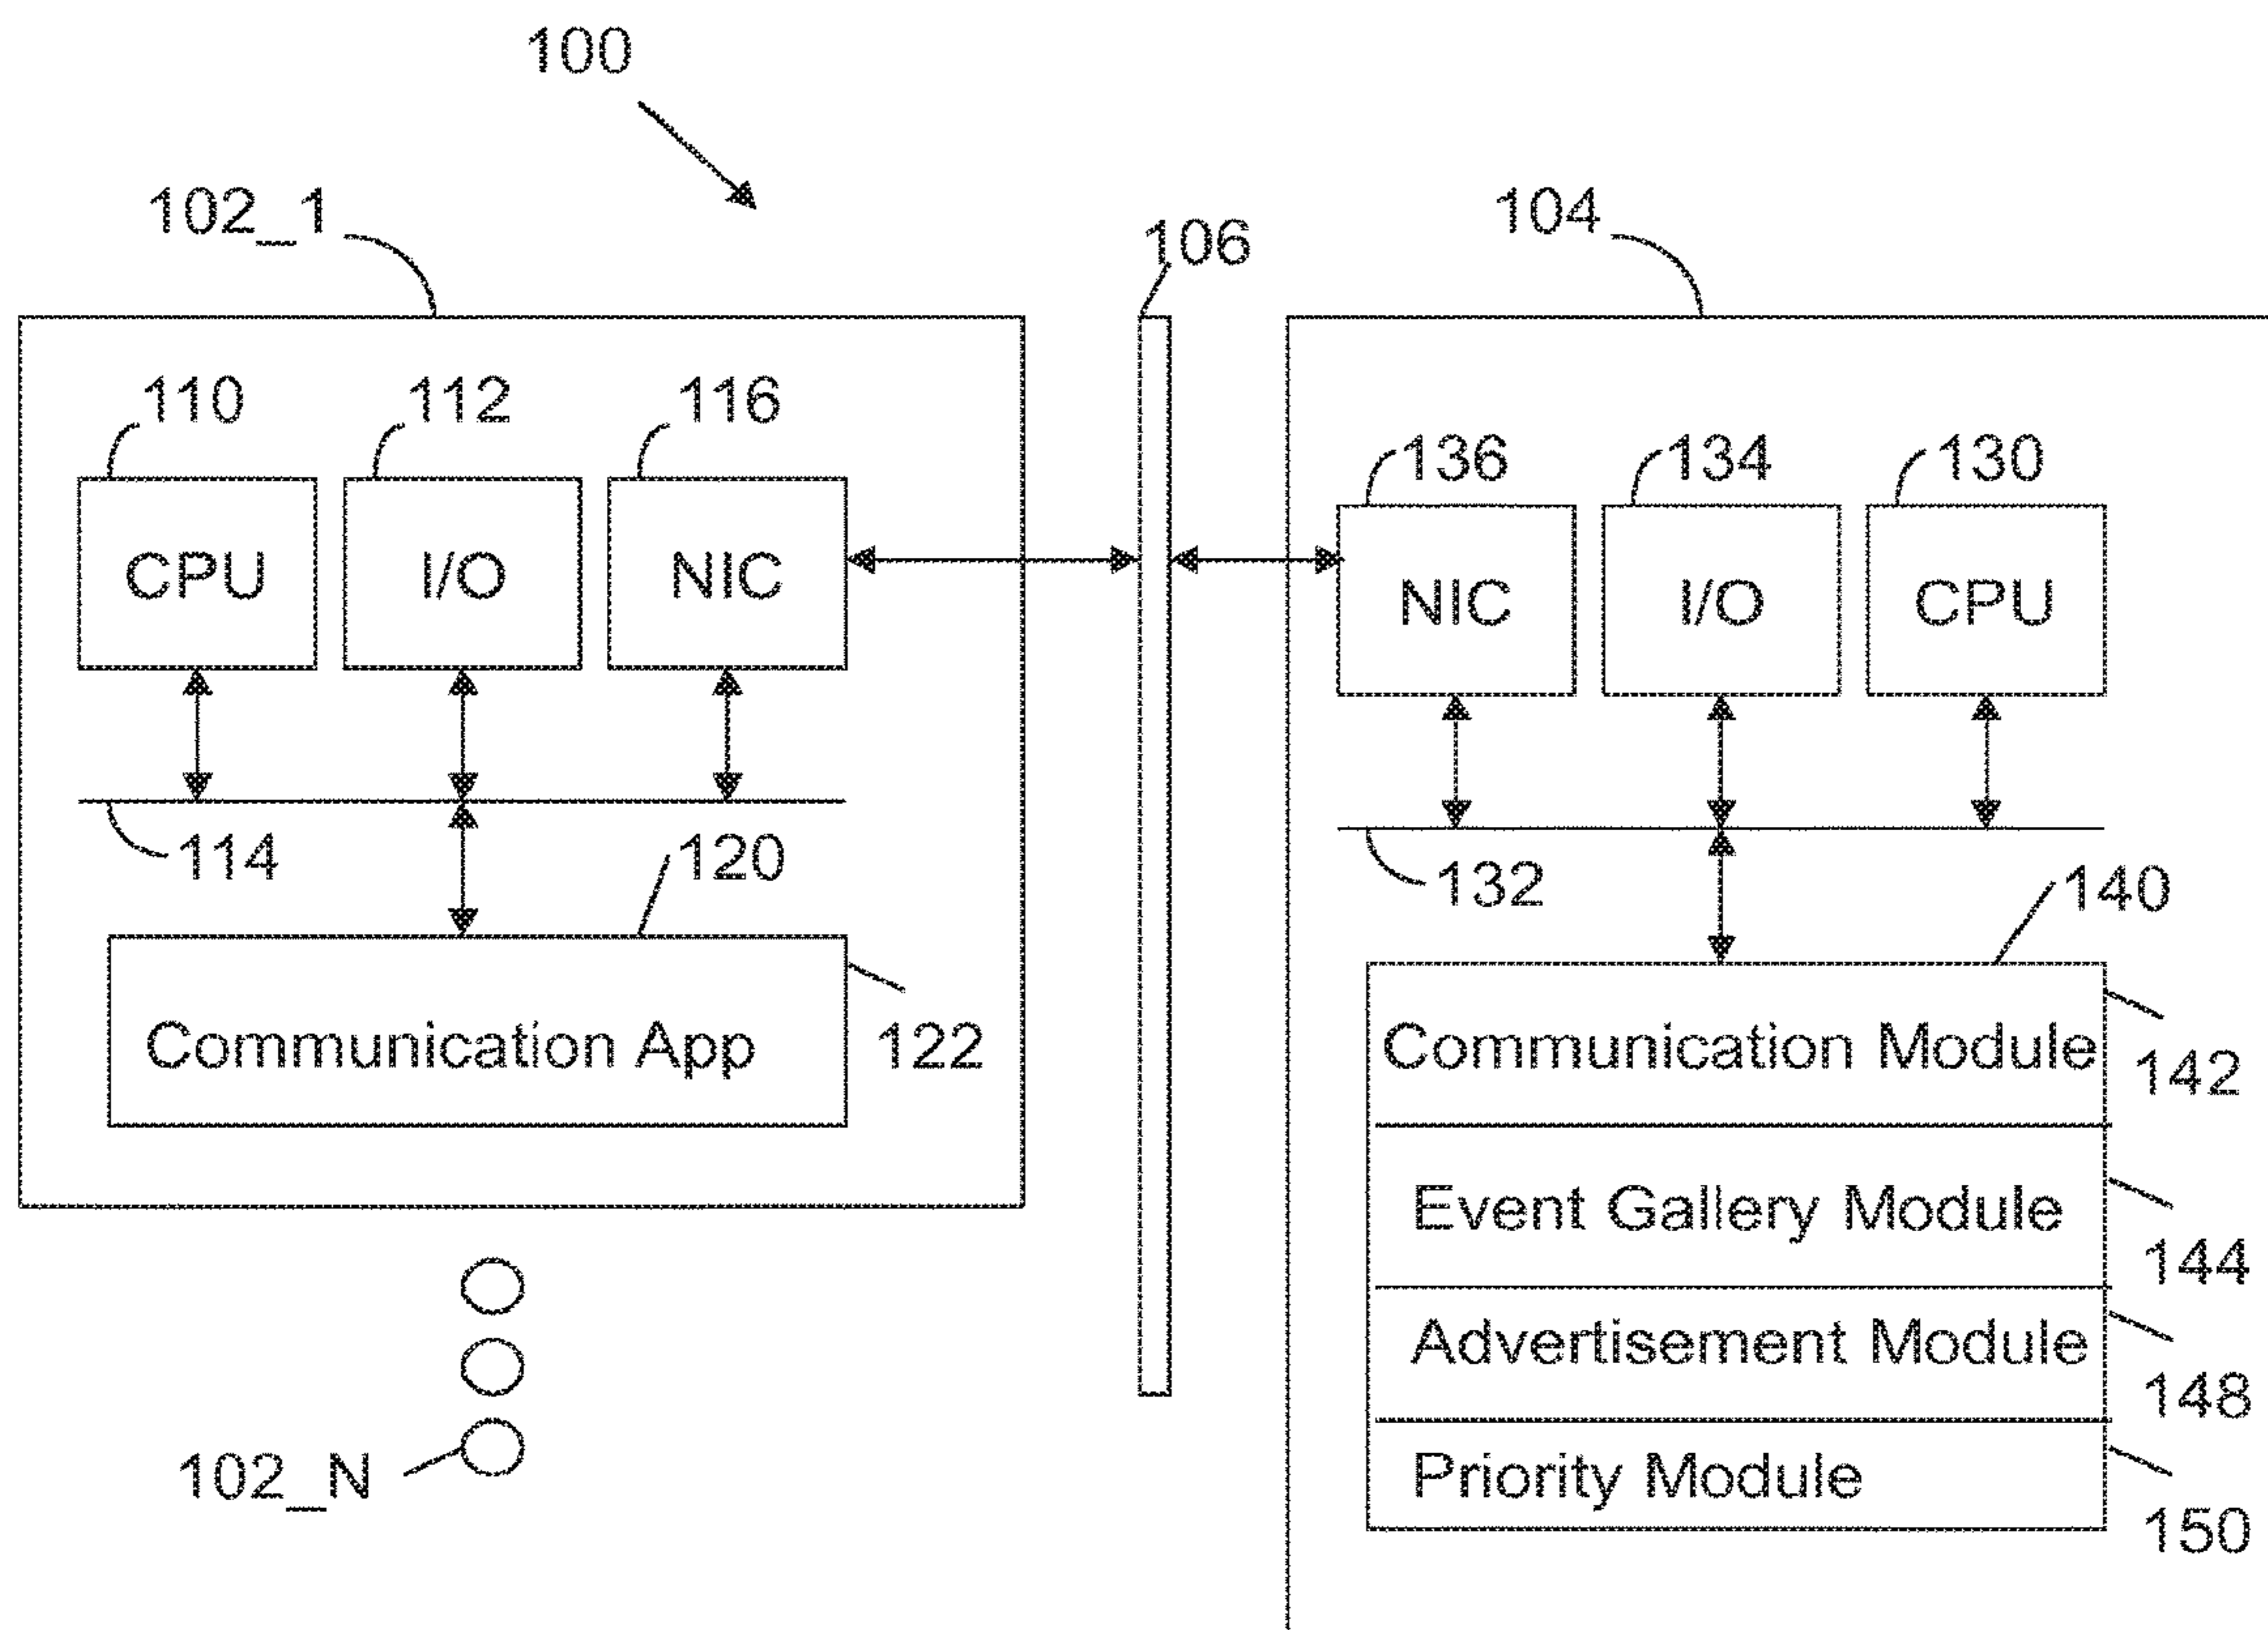 100
102_1
106
104
110
112
116
136
134
130
CPU
I/O
NIC
NIC
I/O
CPU
114
120
132
140
Communication App
122
Communication Module
142
Event Gallery Module
144
Advertisement Module
148
102_N
Priority Module
150